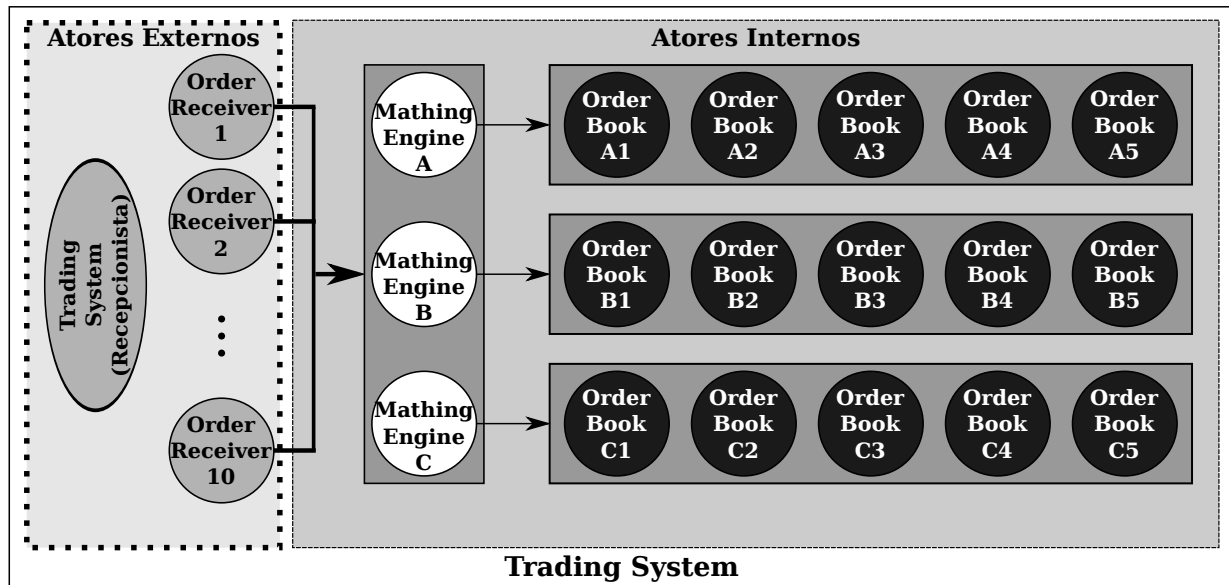 Atores Externos
Atores Internos
Order
Receiver
1
Order
Receiver
2
Order
Receiver
10
Trading
System
(Recepcionista)
Mathing
Engine
A
Order
Book
A1
Order
Book
A2
Order
Book
A3
Order
Book
A4
Order
Book
A5
Mathing
Engine
B
Order
Book
B1
Order
Book
B2
Order
Book
B3
Order
Book
B4
Order
Book
B5
Mathing
Engine
C
Order
Book
C1
Order
Book
C2
Order
Book
C3
Order
Book
C4
Order
Book
C5
Trading System